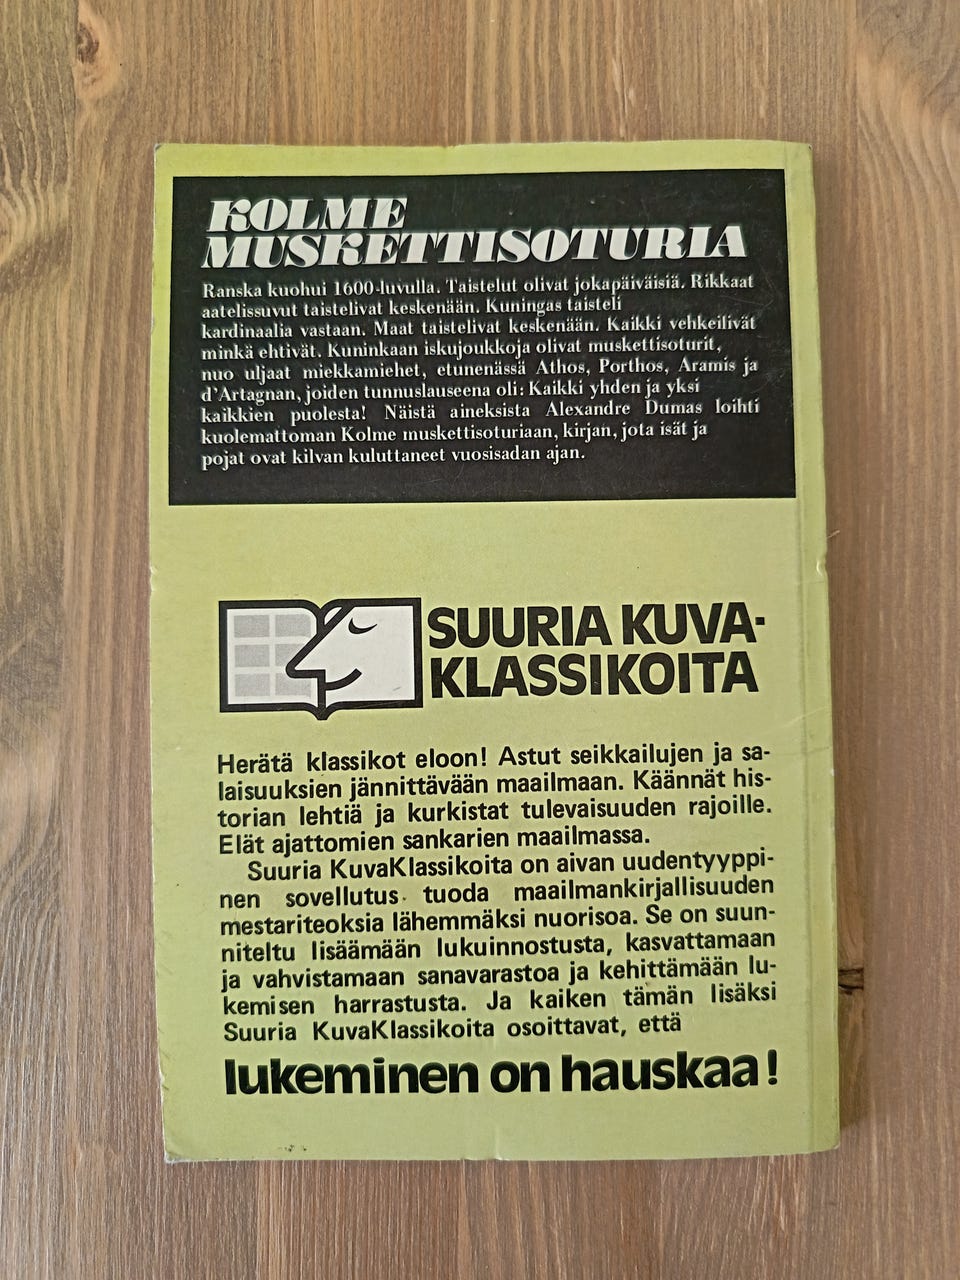 KOLME
MUSKETTISOTURIA
Ranska kuohui 1600-luvulla. Taistelut olivat jokapäiväisiä. Rikkaat
aatelissuvut taistelivat keskenään. Kuningas taisteli
kardinaalia vastaan. Maat taistelivat keskenään. Kaikki vehkeilivät
minkä ehtivät. Kuninkaan iskujoukkoja olivat muskettisoturit,
nuo uljaat miekkamiehet, etunenässä Athos, Porthos, Aramis ja
d'Artagnan, joiden tunnuslauseena oli: Kaikki yhden ja yksi
kaikkien puolesta! Näistä aineksista Alexandre Dumas loihti
kuolemattoman Kolme muskettisoturiaan, kirjan, jota isät ja
pojat ovat kilvan kuluttaneet vuosisadan ajan.
SUURIA KUVA-
KLASSIKOITA
Herätä klassikot eloon! Astut seikkailujen ja sa-
laisuuksien jännittävään maailmaan. Käännät his-
torian lehtiä ja kurkistat tulevaisuuden rajoille.
Elät ajattomien sankarien maailmassa.
Suuria KuvaKlassikoita on aivan uudentyyppi-
nen sovellutus tuoda maailmankirjallisuuden
mestariteoksia lähemmäksi nuorisoa. Se on suun-
niteltu lisäämään lukuinnostusta, kasvattamaan
ja vahvistamaan sanavarastoa ja kehittämään lu-
kemisen harrastusta. Ja kaiken tämän lisäksi
Suuria KuvaKlassikoita osoittavat, että
lukeminen on hauskaa!